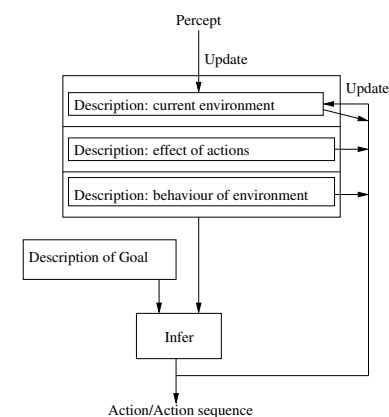 Percept
Update
Update
Description: current environment
Description: effect of actions
Description: behaviour of environment
Description of Goal
Infer
Action/Action sequence